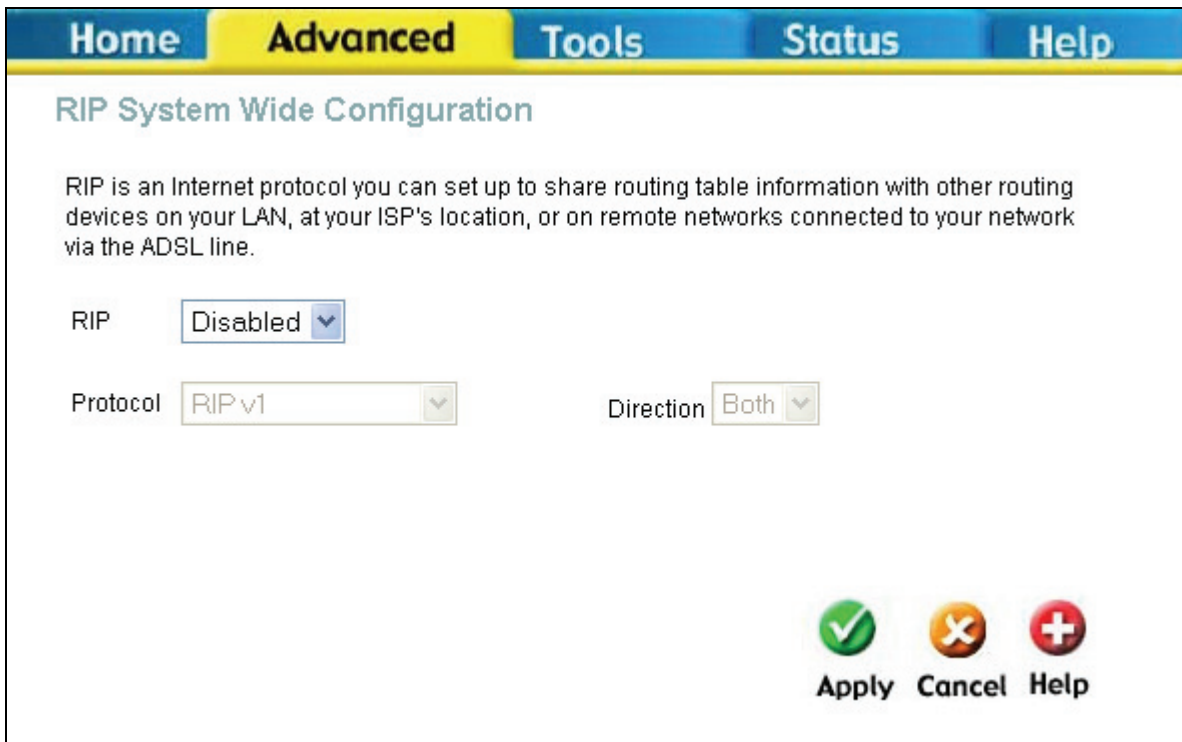 Home Advanced Tools Status Help
RIP System Wide Configuration
RIP is an Internet protocol you can set up to share routing table information with other routing
devices on your LAN, at your ISP's location, or on remote networks connected to your network
via the ADSL line.
RIP Disabled
Protocol RIP v1 Direction Both
Apply Cancel Help